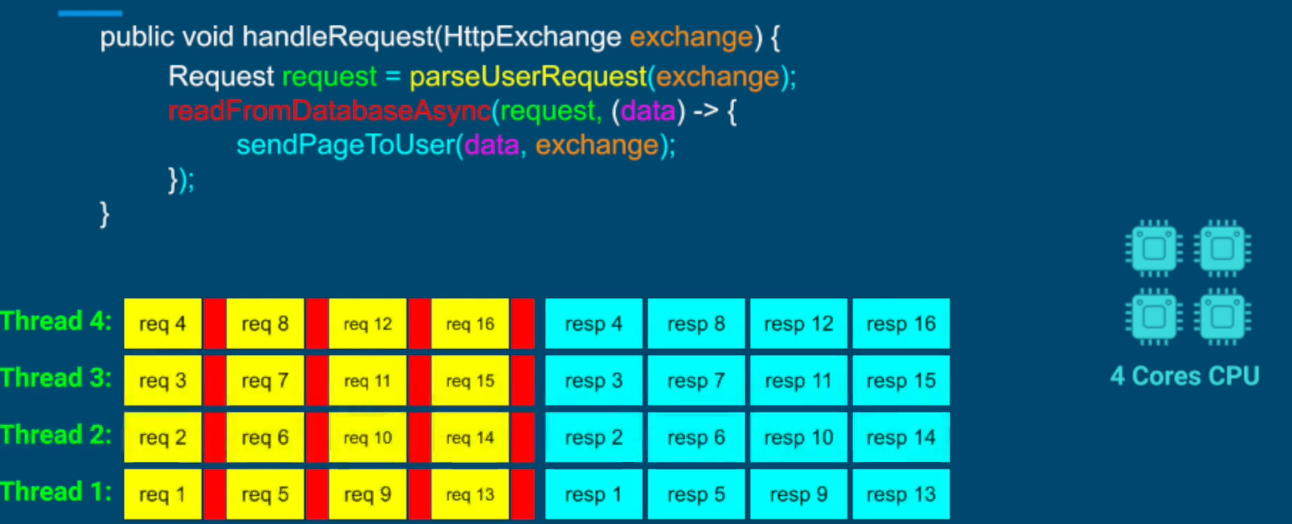 public void handleRequest(HttpExchange exchange) {
Request request = parseUserRequest(exchange);
readFromDatabaseAsync(request, (data) -> {
sendPageToUser(data, exchange);
});
}
Thread 4: req 4 req 8 req 12 req 16 resp 4 resp 8 resp 12 resp 16
Thread 3: req 3 req 7 req 11 req 15 resp 3 resp 7 resp 11 resp 15
Thread 2: req 2 req 6 req 10 req 14 resp 2 resp 6 resp 10 resp 14
Thread 1: req 1 req 5 req 9 req 13 resp 1 resp 5 resp 9 resp 13
4 Cores CPU